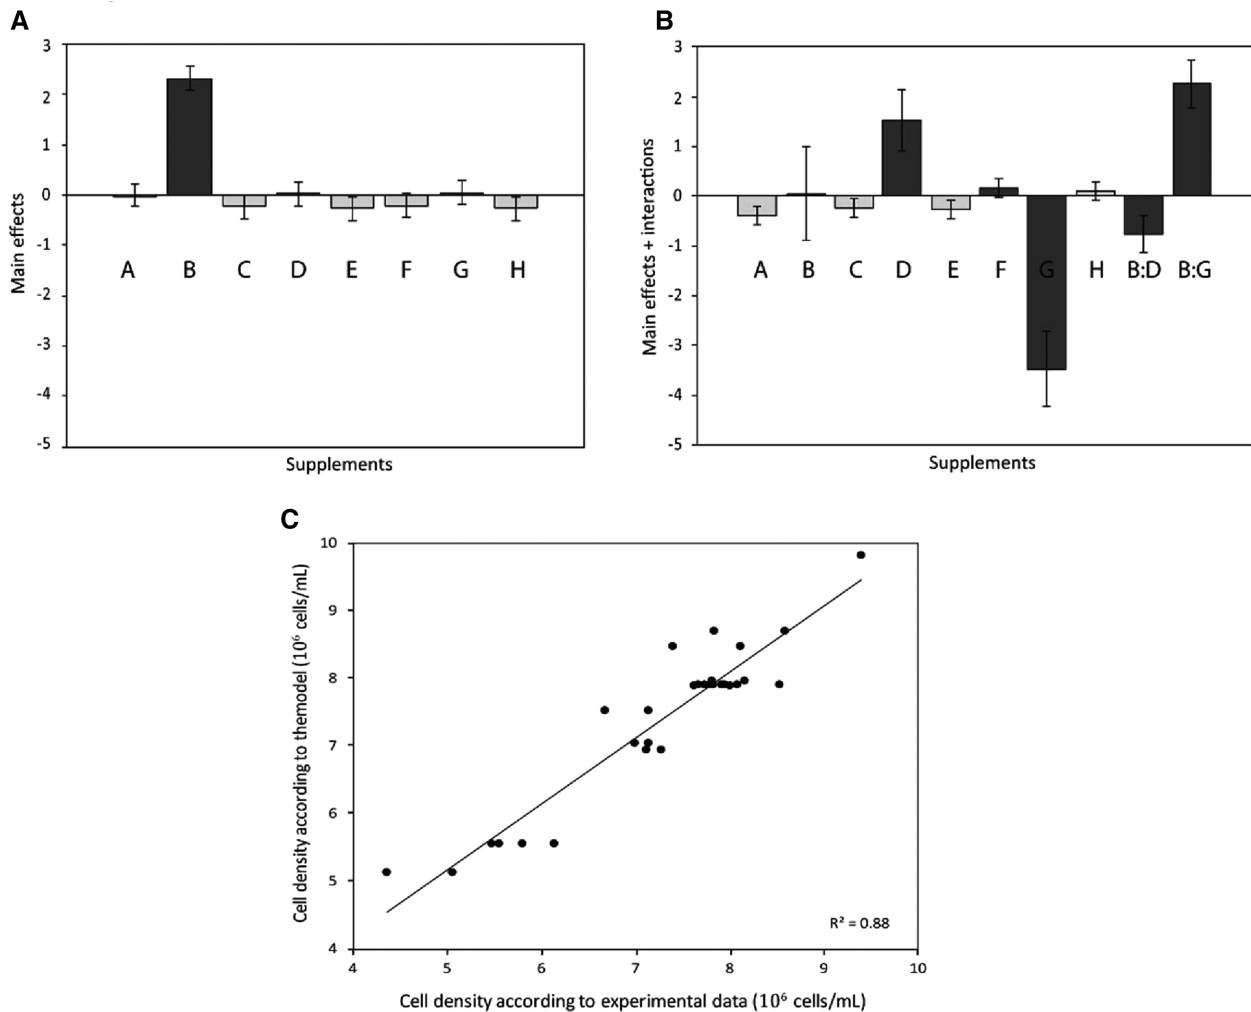 A
B
3
2
1
0
-1
-2
-3
-4
-5
Main effects
A B C D E F G H
Supplements
3
2
1
0
-1
-2
-3
-4
-5
Main effects + interactions
A B C D E F G H B:D B:G
Supplements
C
10
9
8
7
6
5
4
Cell density according to themodel (10⁶ cells/mL)
R² = 0.88
4 5 6 7 8 9 10
Cell density according to experimental data (10⁶ cells/mL)